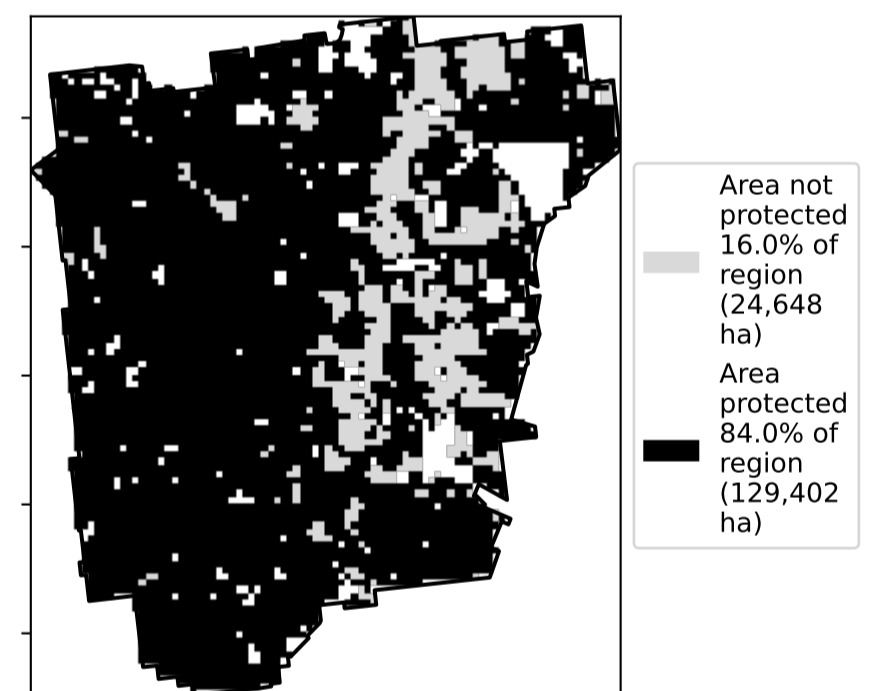 Area not
protected
16.0% of
region
(24,648
ha)
Area
protected
84.0% of
region
(129,402
ha)